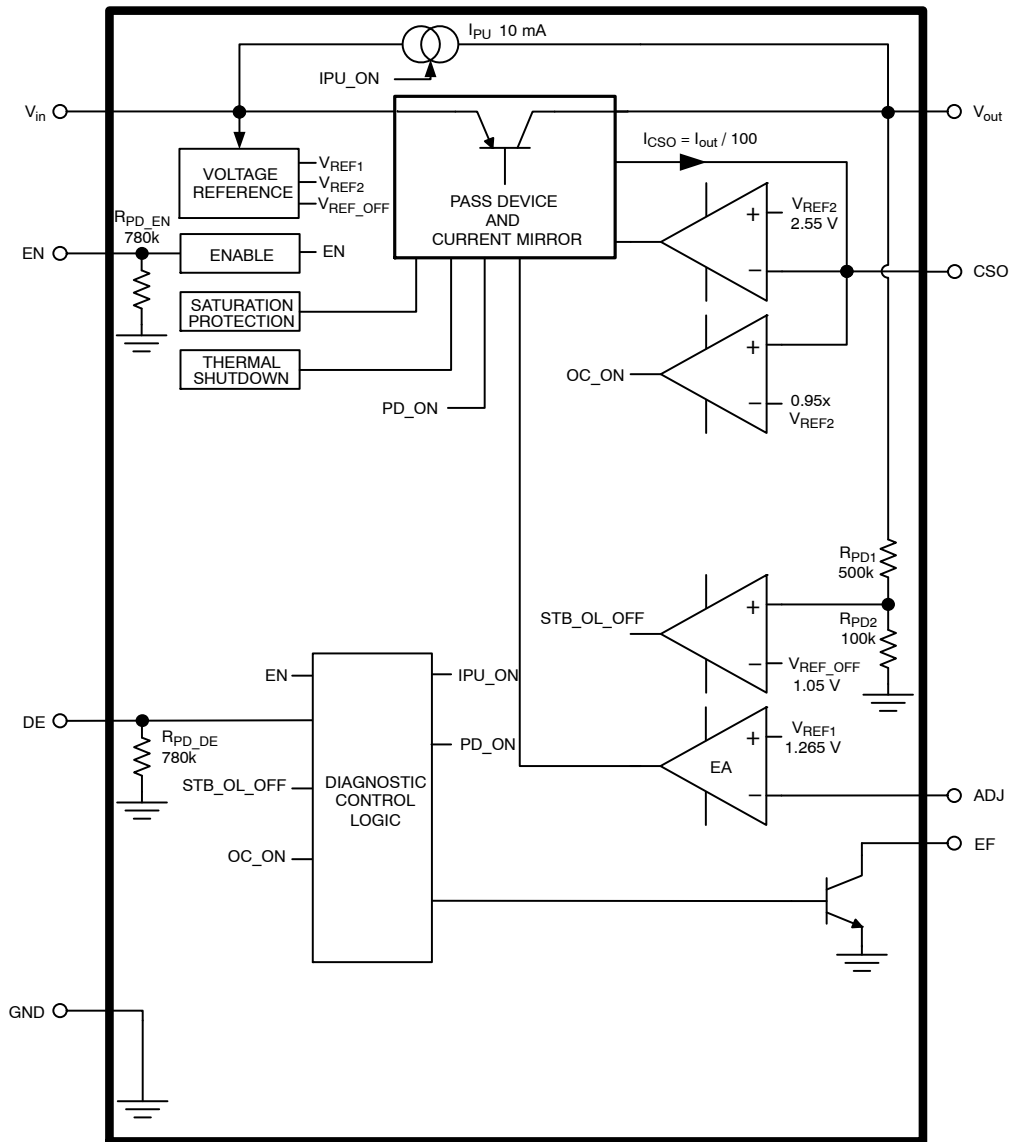 I_PU 10 mA
IPU_ON
V_in
V_out
I_CSO = I_out / 100
VOLTAGE
REFERENCE
V_REF1
V_REF2
V_REF_OFF
PASS DEVICE
AND
CURRENT MIRROR
+
V_REF2
2.55 V
−
R_PD_EN
780k
EN
ENABLE
EN
CSO
SATURATION
PROTECTION
THERMAL
SHUTDOWN
PD_ON
OC_ON
+
−
0.95x
V_REF2
R_PD1
500k
R_PD2
100k
STB_OL_OFF
+
−
V_REF_OFF
1.05 V
EN
IPU_ON
DE
R_PD_DE
780k
PD_ON
STB_OL_OFF
DIAGNOSTIC
CONTROL
LOGIC
OC_ON
EA
+
V_REF1
1.265 V
−
ADJ
EF
GND